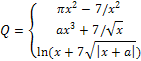 Q = { πx² − 7/x²
ax³ + 7/√x
ln(x + 7√|x + a|)